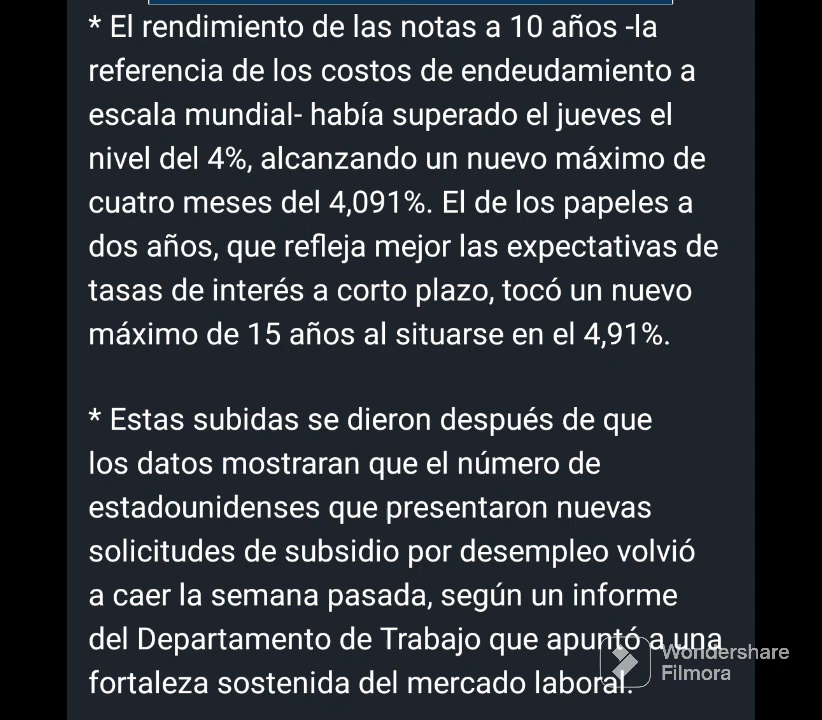 * El rendimiento de las notas a 10 años -la
referencia de los costos de endeudamiento a
escala mundial- había superado el jueves el
nivel del 4%, alcanzando un nuevo máximo de
cuatro meses del 4,091%. El de los papeles a
dos años, que refleja mejor las expectativas de
tasas de interés a corto plazo, tocó un nuevo
máximo de 15 años al situarse en el 4,91%.
* Estas subidas se dieron después de que
los datos mostraran que el número de
estadounidenses que presentaron nuevas
solicitudes de subsidio por desempleo volvió
a caer la semana pasada, según un informe
del Departamento de Trabajo que apuntó a una
fortaleza sostenida del mercado laboral.
Wondershare
Filmora